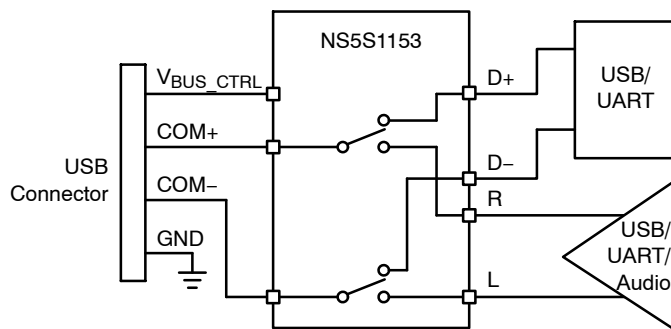 NS5S1153
VBUS_CTRL
COM+
COM−
GND
USB
Connector
D+
D−
R
L
USB/
UART
USB/
UART/
Audio